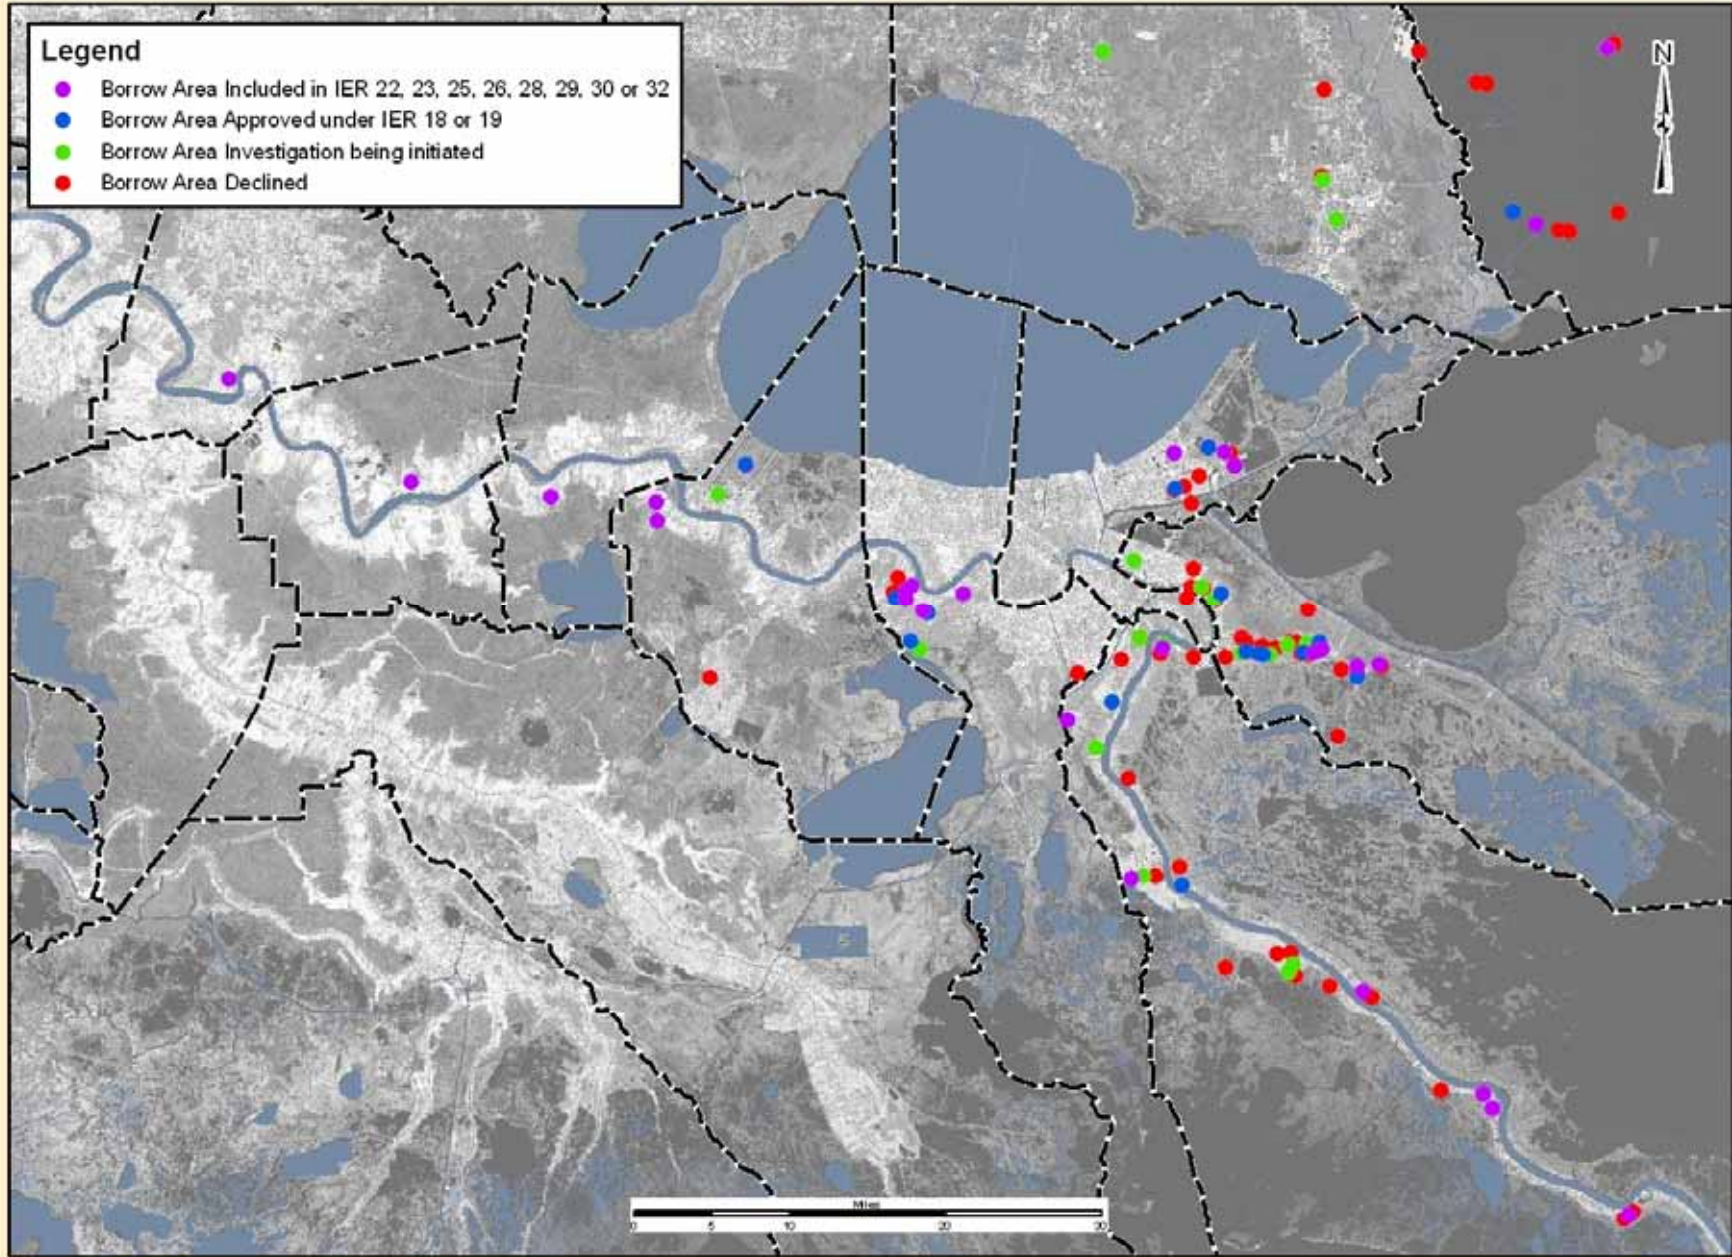 Legend
Borrow Area Included in IER 22, 23, 25, 26, 28, 29, 30 or 32
Borrow Area Approved under IER 18 or 19
Borrow Area Investigation being initiated
Borrow Area Declined
N
Miles
0 5 10 20 30